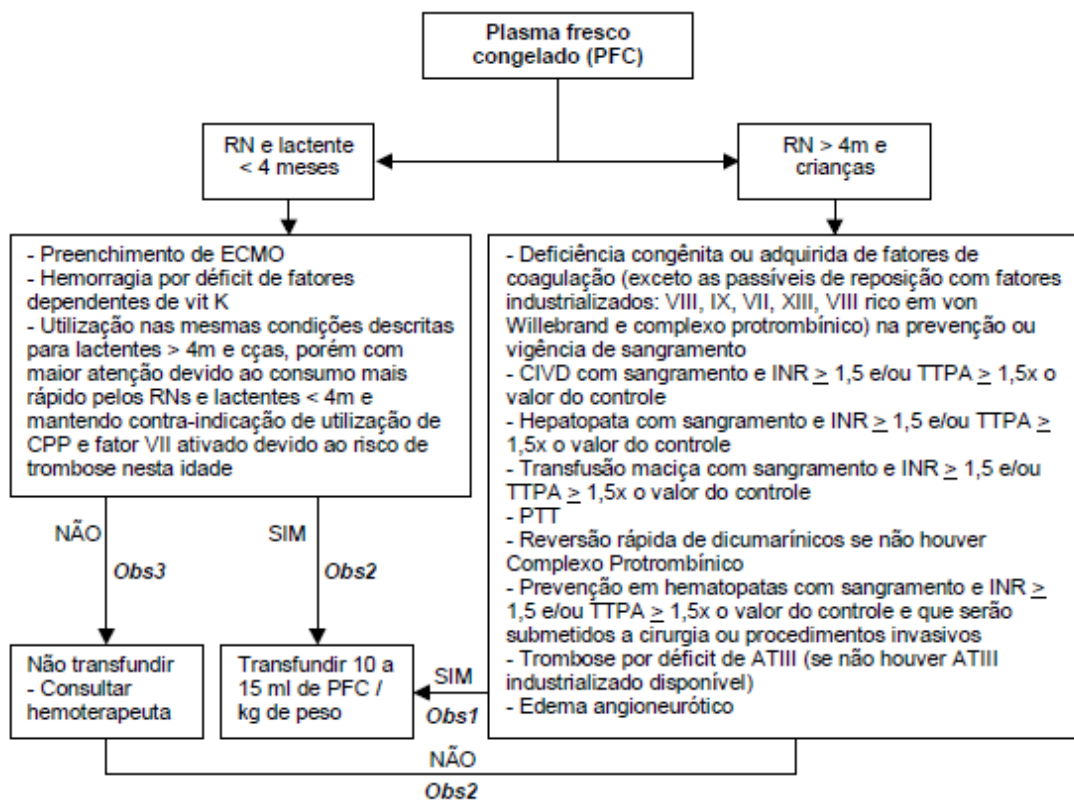 Plasma fresco
congelado (PFC)
RN e lactente
< 4 meses
RN > 4m e
crianças
- Preenchimento de ECMO
- Hemorragia por déficit de fatores
dependentes de vit K
- Utilização nas mesmas condições descritas
para lactentes > 4m e cças, porém com
maior atenção devido ao consumo mais
rápido pelos RNs e lactentes < 4m e
mantendo contra-indicação de utilização de
CPP e fator VII ativado devido ao risco de
trombose nesta idade
- Deficiência congênita ou adquirida de fatores de
coagulação (exceto as passíveis de reposição com fatores
industrializados: VIII, IX, VII, XIII, VIII rico em von
Willebrand e complexo protrombínico) na prevenção ou
vigência de sangramento
- CIVD com sangramento e INR ≥ 1,5 e/ou TTPA ≥ 1,5x o
valor do controle
- Hepatopata com sangramento e INR ≥ 1,5 e/ou TTPA ≥
1,5x o valor do controle
- Transfusão maciça com sangramento e INR ≥ 1,5 e/ou
TTPA ≥ 1,5x o valor do controle
- PTT
- Reversão rápida de dicumarínicos se não houver
Complexo Protrombínico
- Prevenção em hematopatas com sangramento e INR ≥
1,5 e/ou TTPA ≥ 1,5x o valor do controle e que serão
submetidos a cirurgia ou procedimentos invasivos
- Trombose por déficit de ATIII (se não houver ATIII
industrializado disponível)
- Edema angioneurótico
NÃO
Obs3
SIM
Obs2
Não transfundir
- Consultar
hemoterapeuta
Transfundir 10 a
15 ml de PFC /
kg de peso
SIM
Obs1
NÃO
Obs2